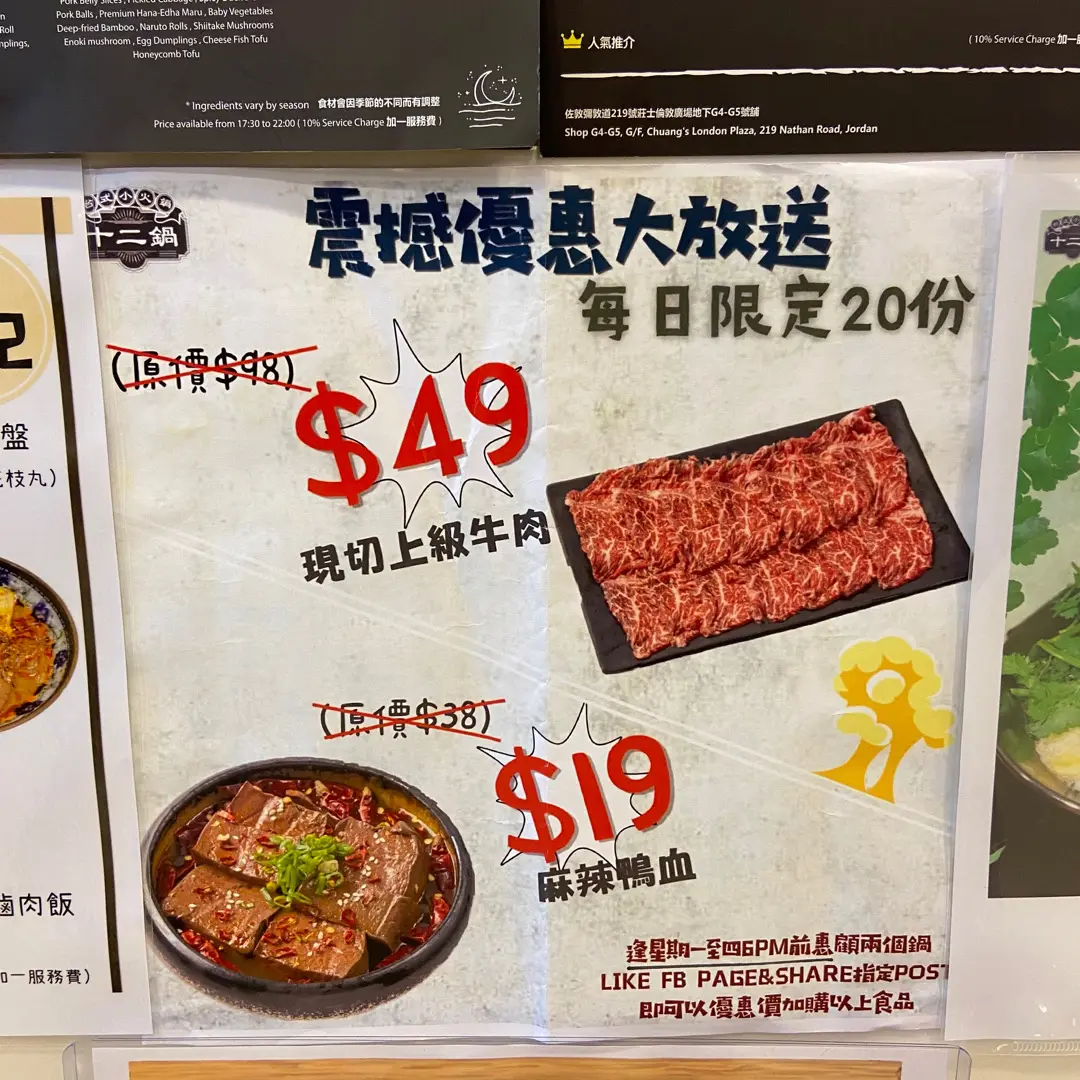 Pork Balls , Premium Hana-Edha Maru , Baby Vegetables
Deep-fried Bamboo , Naruto Rolls , Shiitake Mushrooms
Enoki mushroom , Egg Dumplings , Cheese Fish Tofu
Honeycomb Tofu
* Ingredients vary by season 食材會因季節的不同而有調整
Price available from 17:30 to 22:00 ( 10% Service Charge 加一服務費 )
人氣推介
( 10% Service Charge 加一
佐敦彌敦道219號莊士倫敦廣場地下G4-G5號舖
Shop G4-G5, G/F, Chuang's London Plaza, 219 Nathan Road, Jordan
台式小火鍋
十二鍋
震撼優惠大放送
每日限定20份
(原價$98)
$49
現切上級牛肉
(原價$38)
$19
麻辣鴨血
逢星期一至四6PM前惠顧兩個鍋
LIKE FB PAGE&SHARE指定POST
即可以優惠價加購以上食品
盤
枝丸)
滷肉飯
加一服務費)